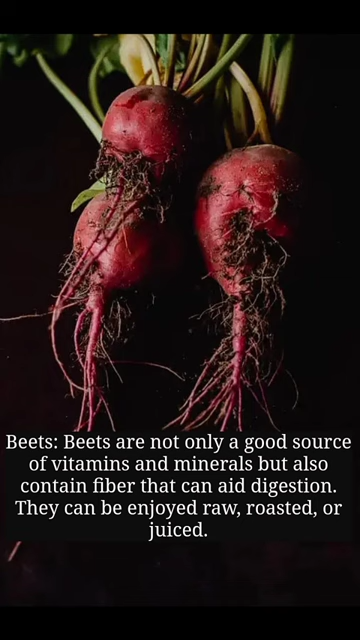 Beets: Beets are not only a good source
of vitamins and minerals but also
contain fiber that can aid digestion.
They can be enjoyed raw, roasted, or
juiced.